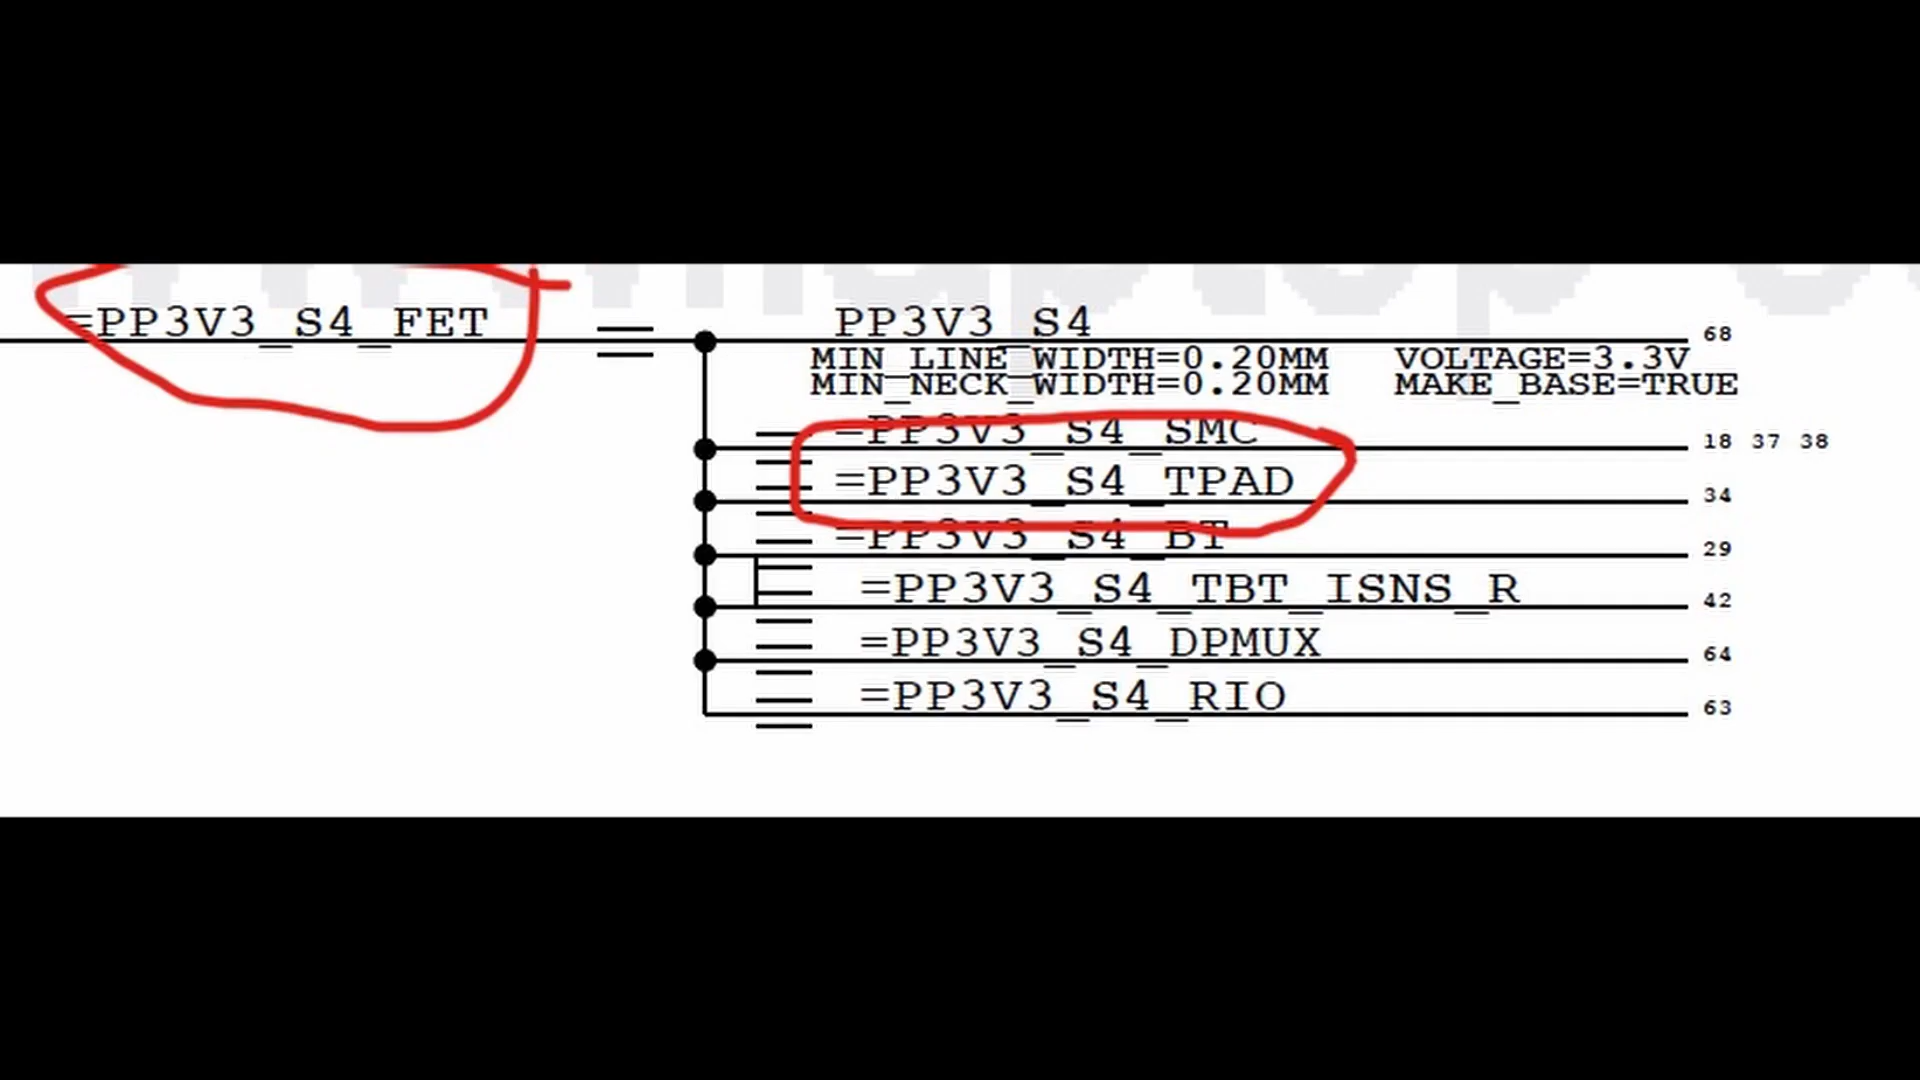 =PP3V3_S4_FET
PP3V3_S4 68
MIN_LINE_WIDTH=0.20MM VOLTAGE=3.3V
MIN_NECK_WIDTH=0.20MM MAKE_BASE=TRUE
=PP3V3_S4_SMC 18 37 38
=PP3V3_S4_TPAD 34
=PP3V3_S4_BT 29
=PP3V3_S4_TBT_ISNS_R 42
=PP3V3_S4_DPMUX 64
=PP3V3_S4_RIO 63